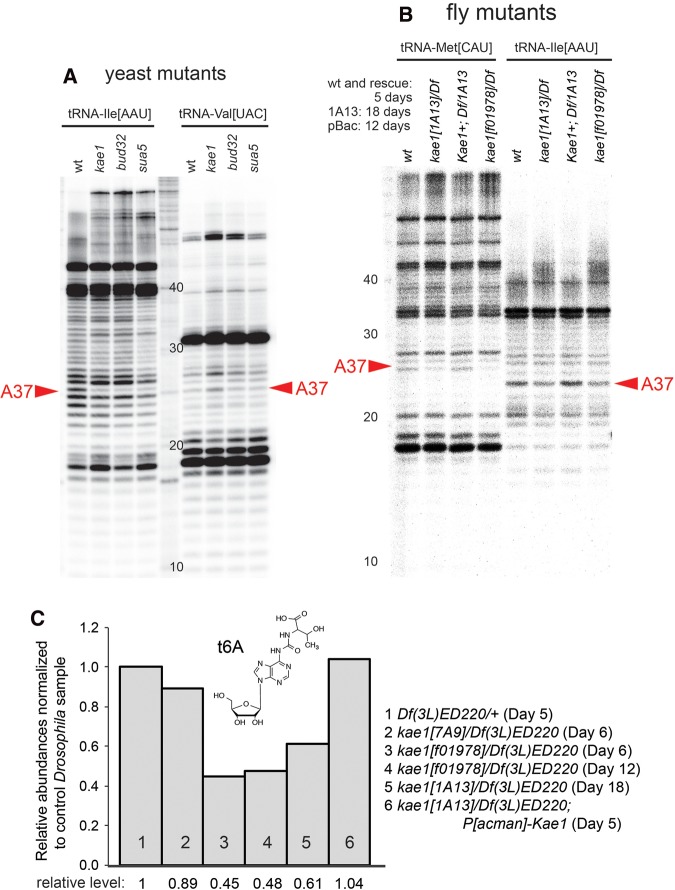 A yeast mutants
tRNA-Ile[AAU] tRNA-Val[UAC]
wt kae1 bud32 sua5 wt kae1 bud32 sua5
40
30
20
10
A37
A37
B fly mutants
tRNA-Met[CAU] tRNA-Ile[AAU]
wt and rescue:
5 days
1A13: 18 days
pBac: 12 days
wt kae1[1A13]/Df Kae1+; Df/1A13 kae1[f01978]/Df wt kae1[1A13]/Df Kae1+; Df/1A13 kae1[f01978]/Df
40
30
20
10
A37
A37
C
Relative abundances normalized
to control Drosophila sample
1.2
1.0
0.8
0.6
0.4
0.2
0.0
t6A
HO O
OH
HN CH3
HN O
N N
N N
HO O
OH OH
1 2 3 4 5 6
relative level: 1 0.89 0.45 0.48 0.61 1.04
1 Df(3L)ED220/+ (Day 5)
2 kae1[7A9]/Df(3L)ED220 (Day 6)
3 kae1[f01978]/Df(3L)ED220 (Day 6)
4 kae1[f01978]/Df(3L)ED220 (Day 12)
5 kae1[1A13]/Df(3L)ED220 (Day 18)
6 kae1[1A13]/Df(3L)ED220;
P[acman]-Kae1 (Day 5)